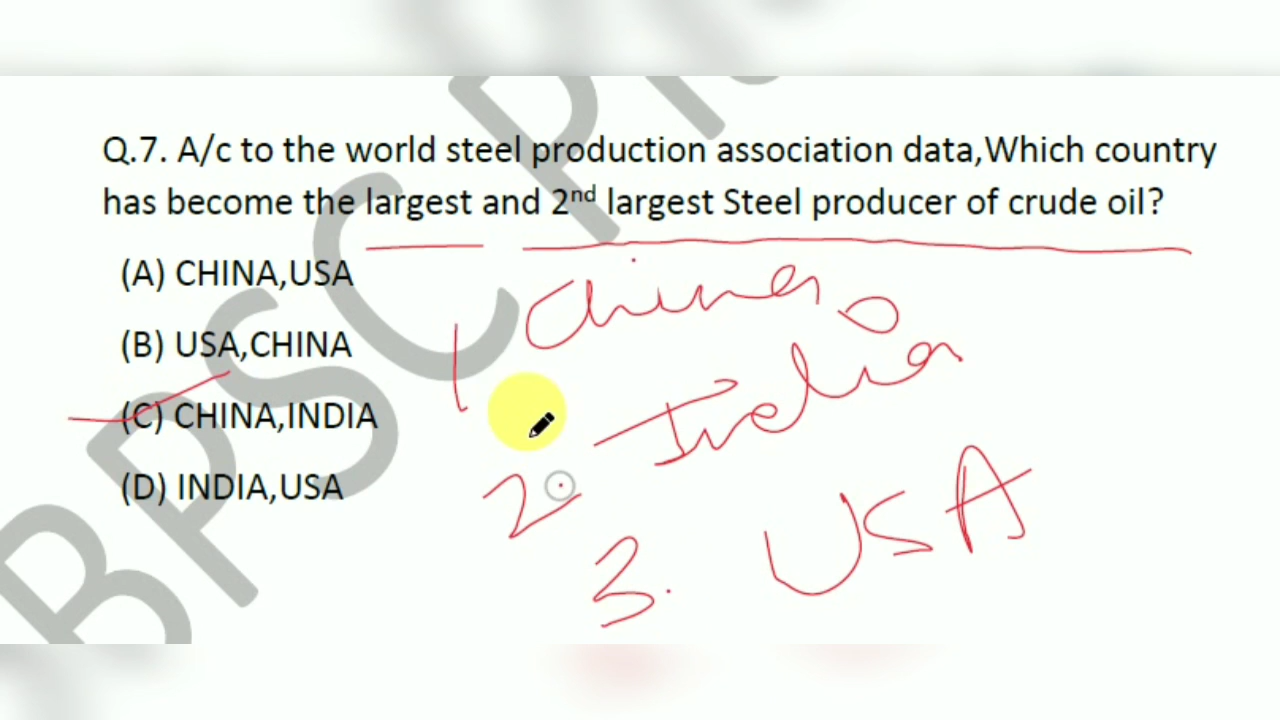 Q.7. A/c to the world steel production association data,Which country
has become the largest and 2nd largest Steel producer of crude oil?
(A) CHINA,USA
(B) USA,CHINA
(C) CHINA,INDIA
(D) INDIA,USA
1 China
2. India
3. USA
BPSC